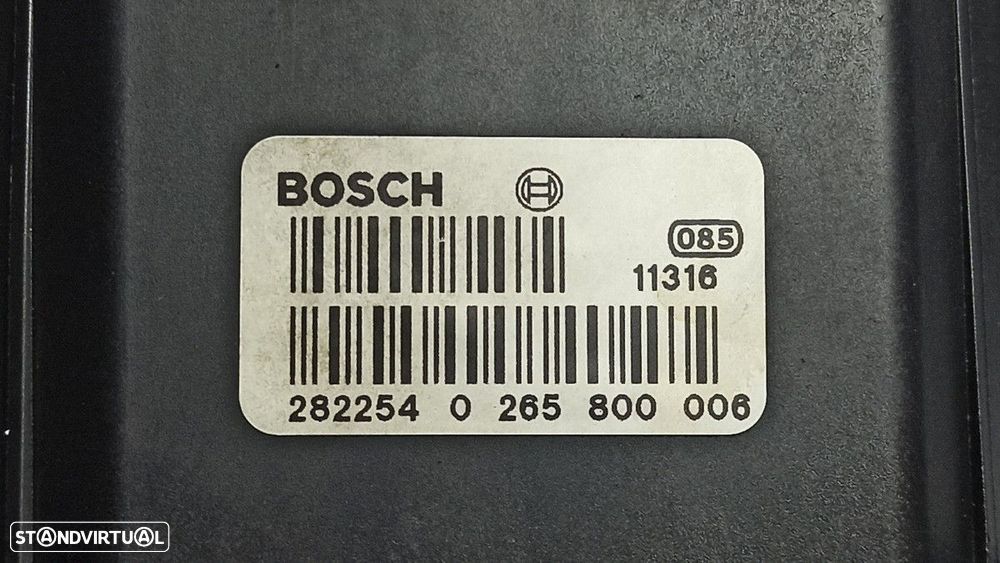 BOSCH
085
11316
282254 0 265 800 006
STANDVIRTUAL